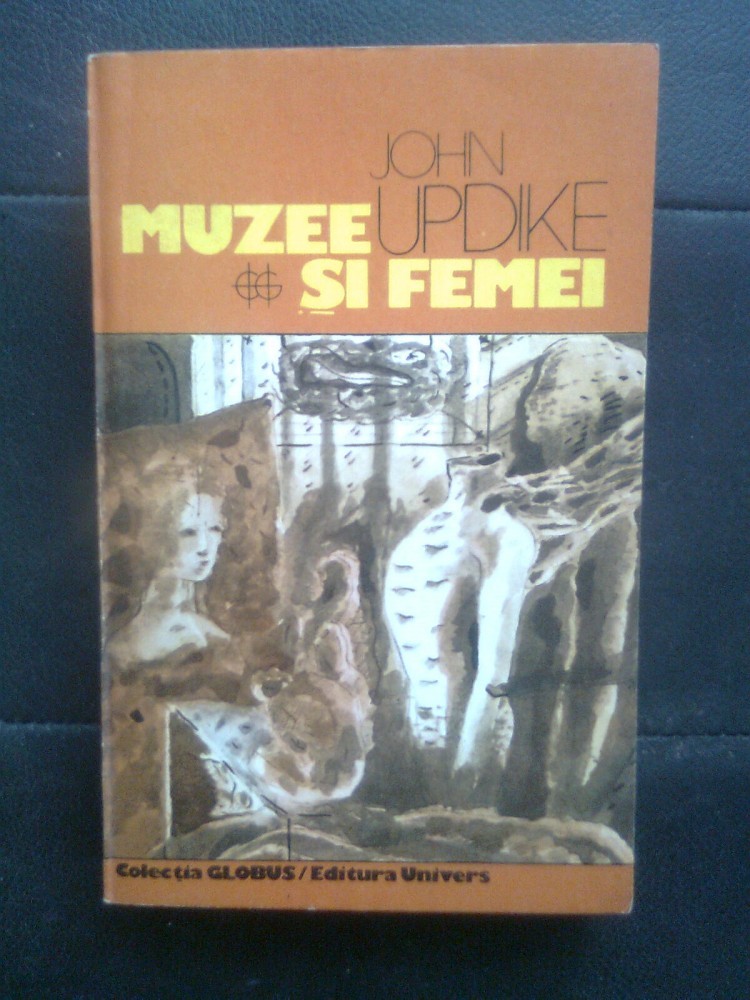 JOHN
UPDIKE
MUZEE
ȘI FEMEI
Colecția GLOBUS/Editura Univers